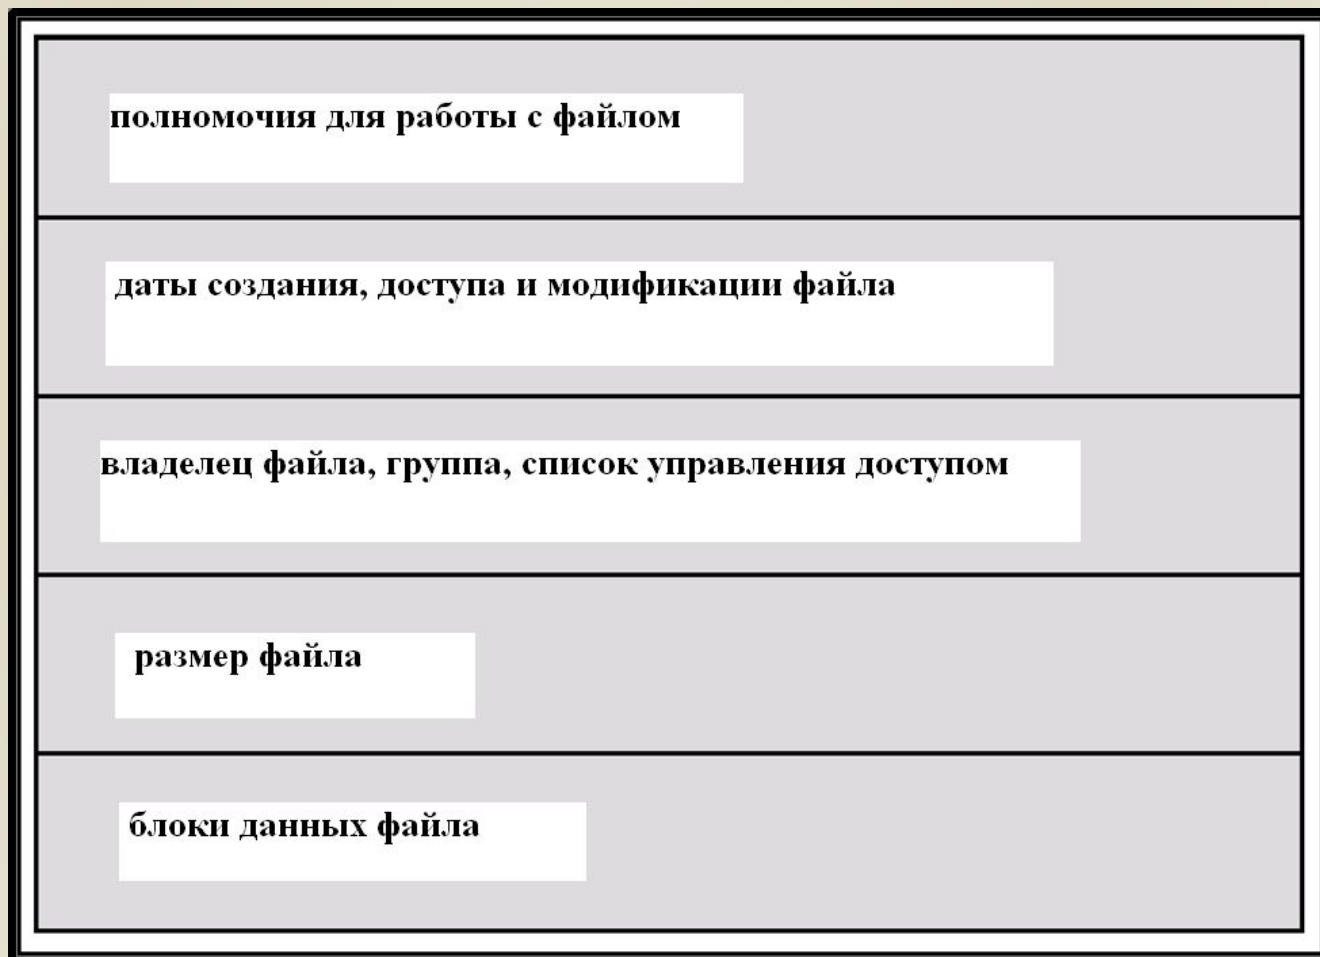 полномочия для работы с файлом
даты создания, доступа и модификации файла
владелец файла, группа, список управления доступом
размер файла
блоки данных файла